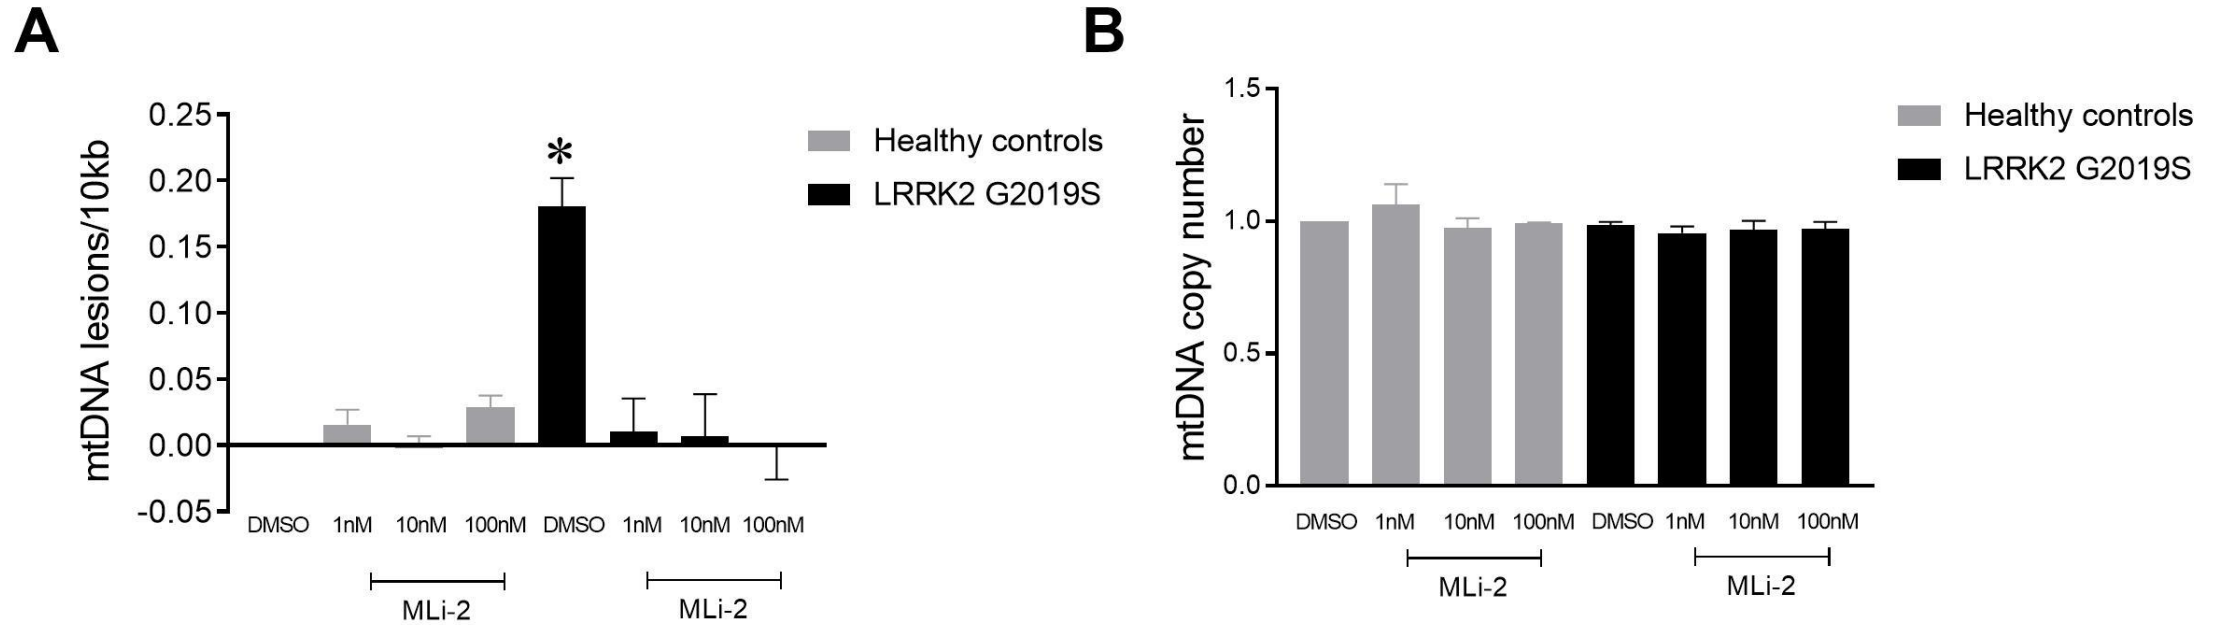 A
mtDNA lesions/10kb
0.25
0.20
0.15
0.10
0.05
0.00
-0.05
*
Healthy controls
LRRK2 G2019S
DMSO 1nM 10nM 100nM DMSO 1nM 10nM 100nM
MLi-2 MLi-2
B
mtDNA copy number
1.5
1.0
0.5
0.0
Healthy controls
LRRK2 G2019S
DMSO 1nM 10nM 100nM DMSO 1nM 10nM 100nM
MLi-2 MLi-2